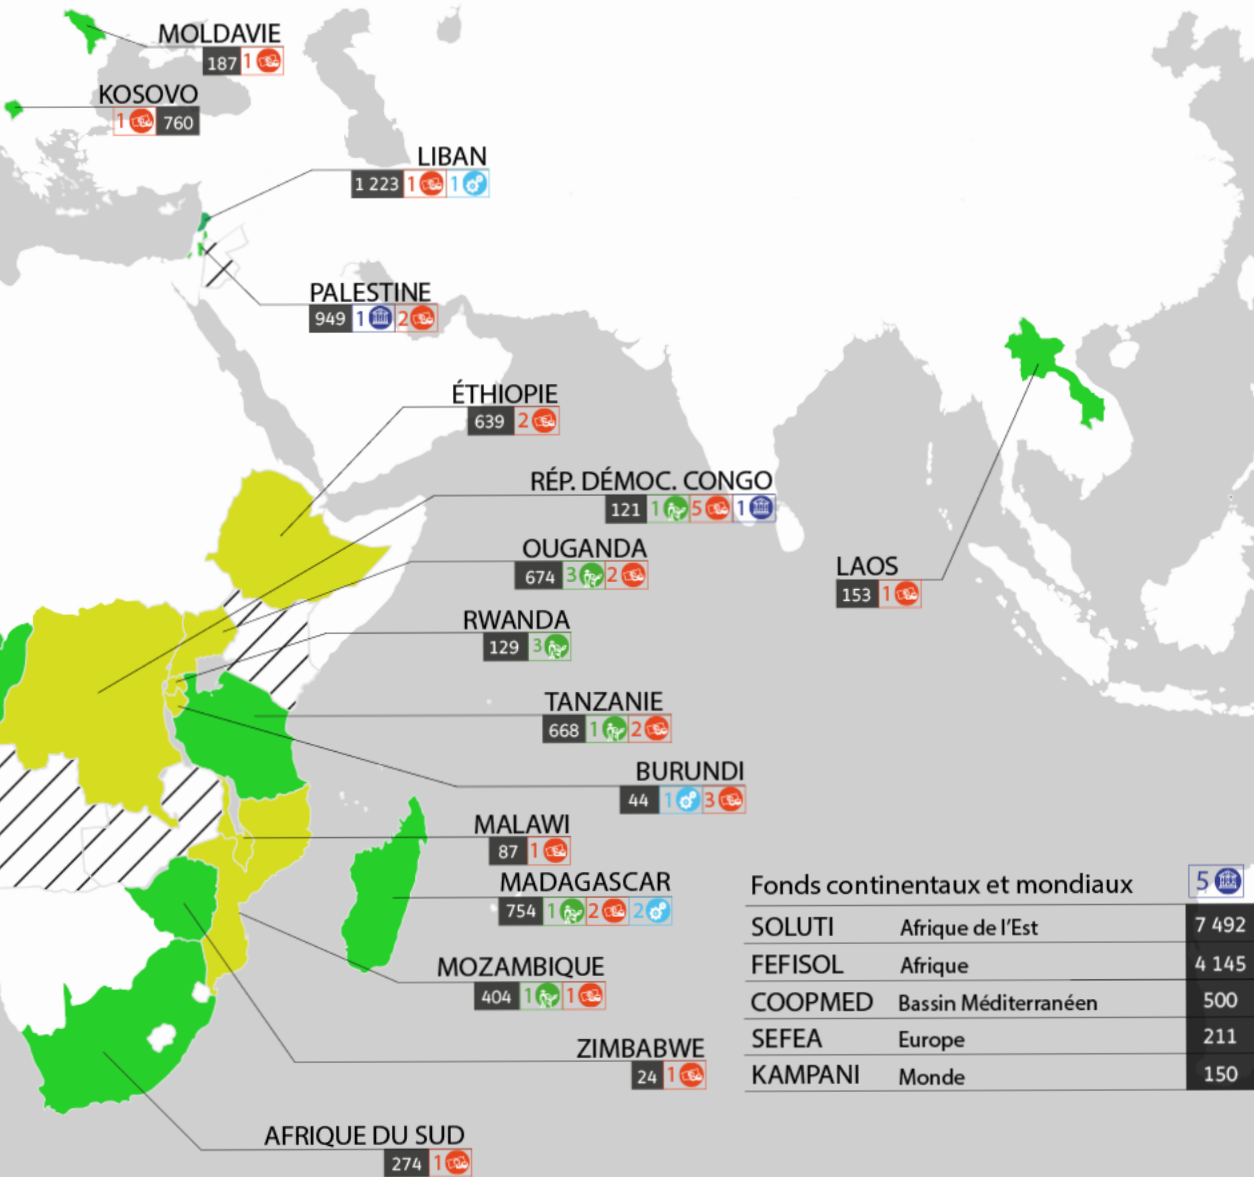 MOLDAVIE
187 1
KOSOVO
1 760
LIBAN
1 223 1 1
PALESTINE
949 1 2
ÉTHIOPIE
639 2
RÉP. DÉMOC. CONGO
121 1 5 1
OUGANDA
674 3 2
LAOS
153 1
RWANDA
129 3
TANZANIE
668 1 2
BURUNDI
44 1 3
MALAWI
87 1
MADAGASCAR
754 1 2 2
MOZAMBIQUE
404 1 1
ZIMBABWE
24 1
AFRIQUE DU SUD
274 1
Fonds continentaux et mondiaux 5
SOLUTI Afrique de l'Est 7 492
FEFISOL Afrique 4 145
COOPMED Bassin Méditerranéen 500
SEFEA Europe 211
KAMPANI Monde 150